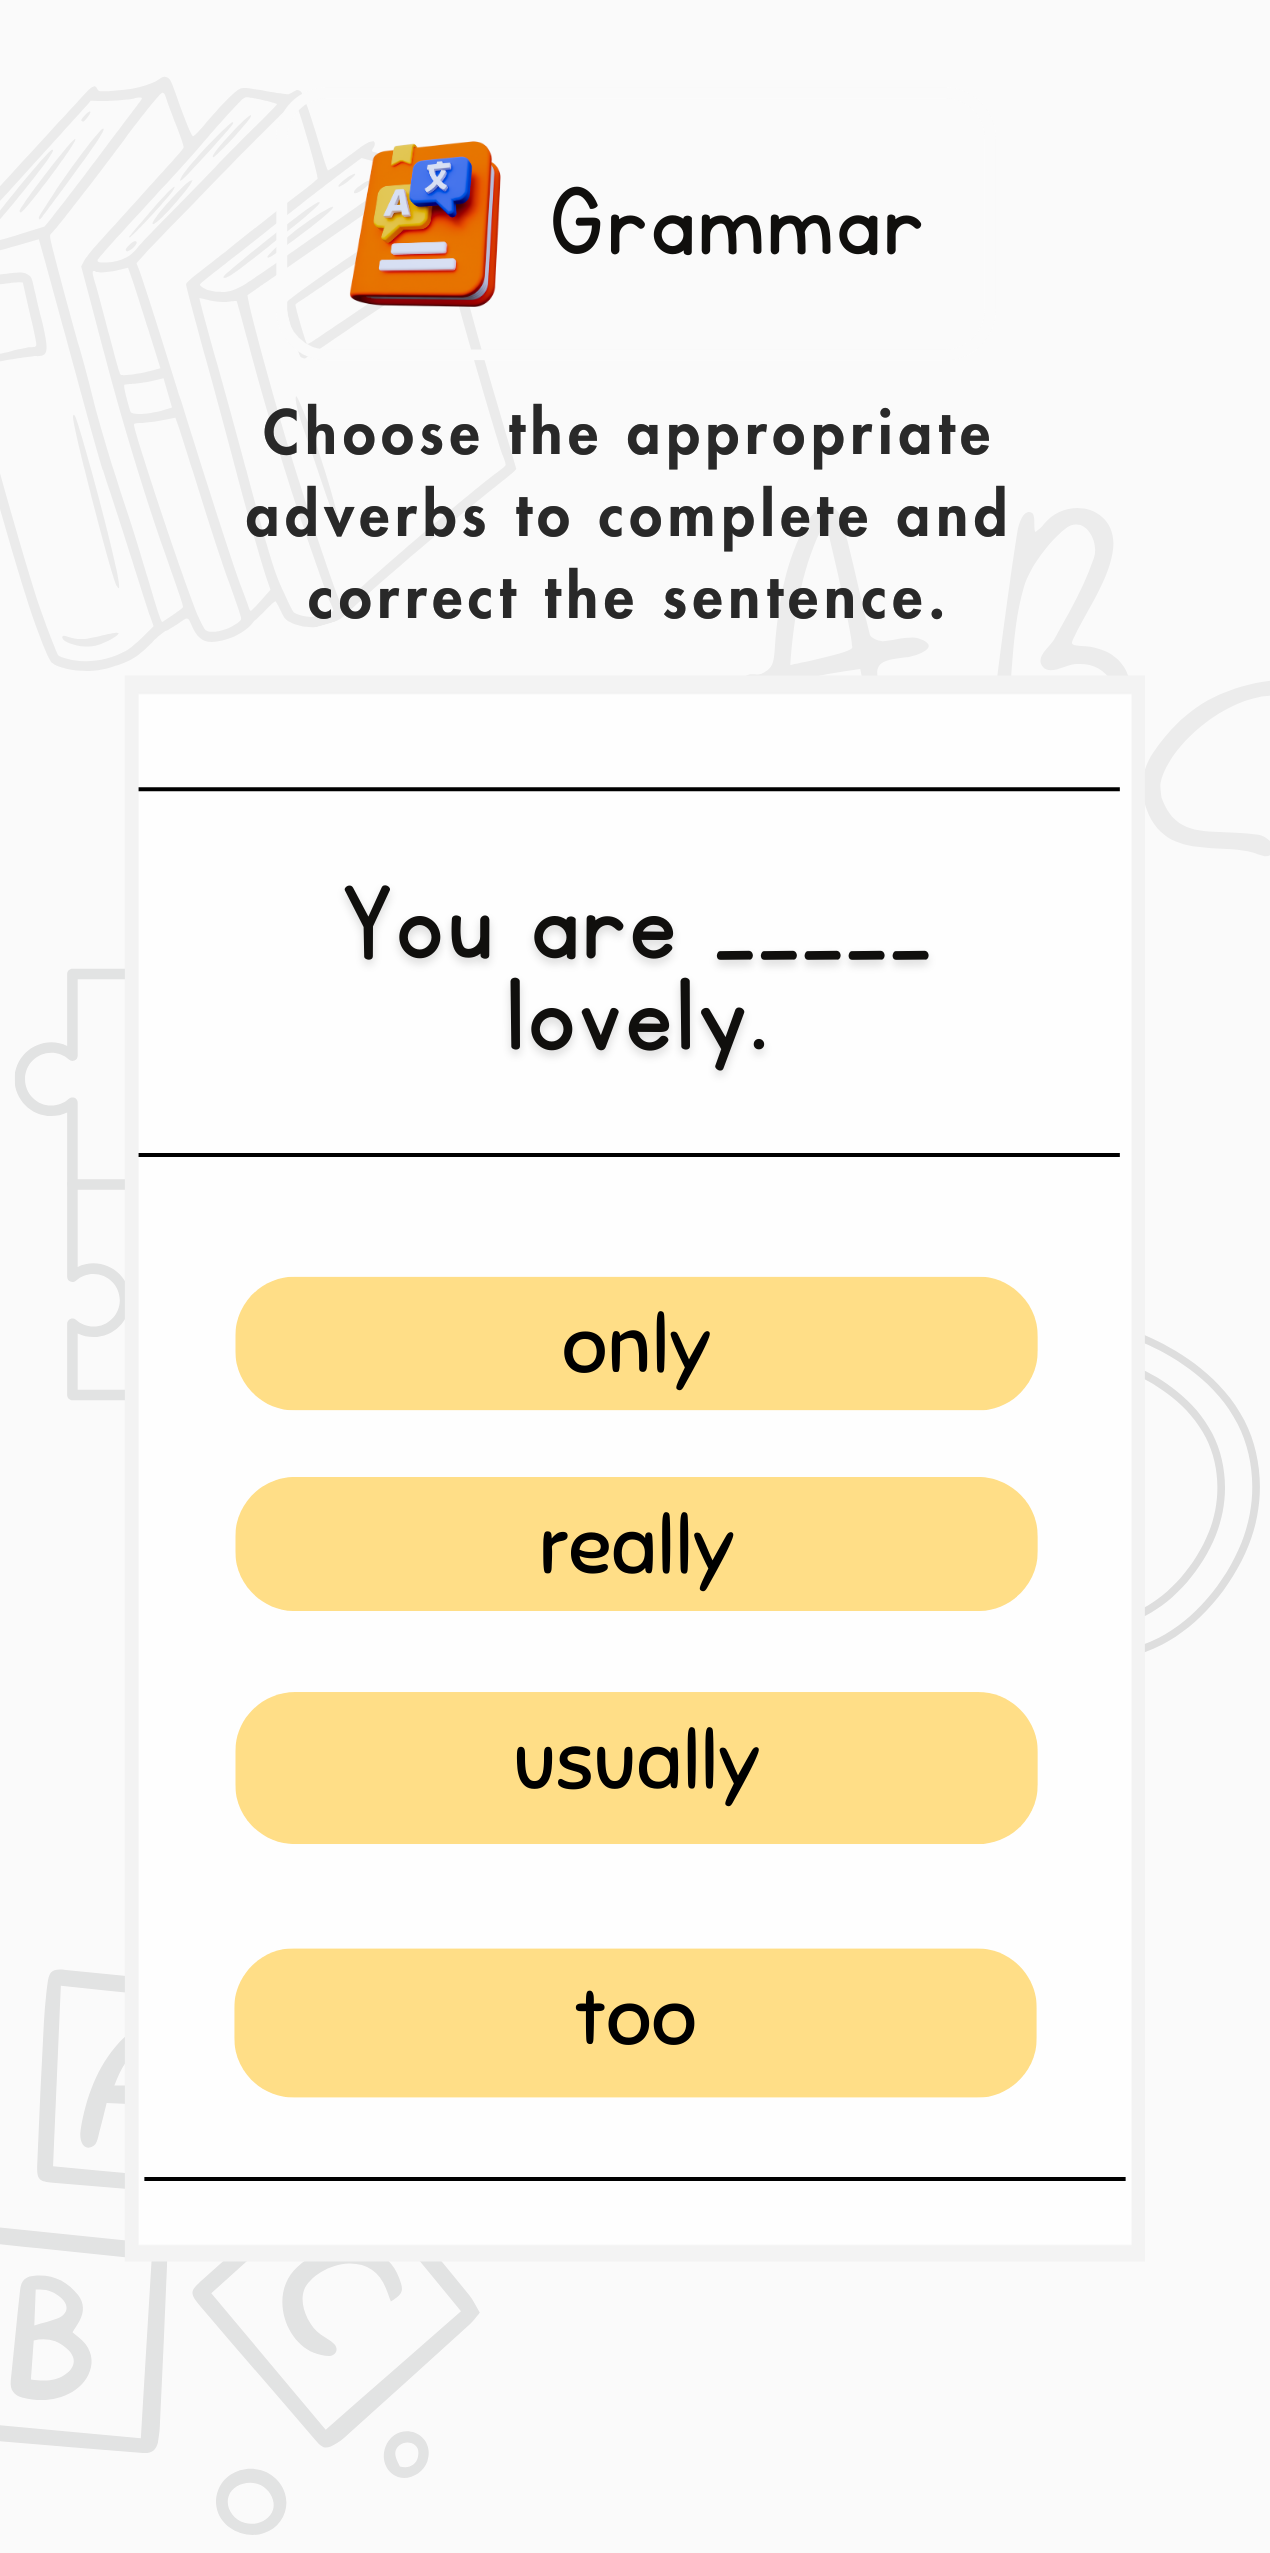 A 文
Grammar
Choose the appropriate
adverbs to complete and
correct the sentence.
A B
You are _____
lovely.
only
really
usually
too
A
B C